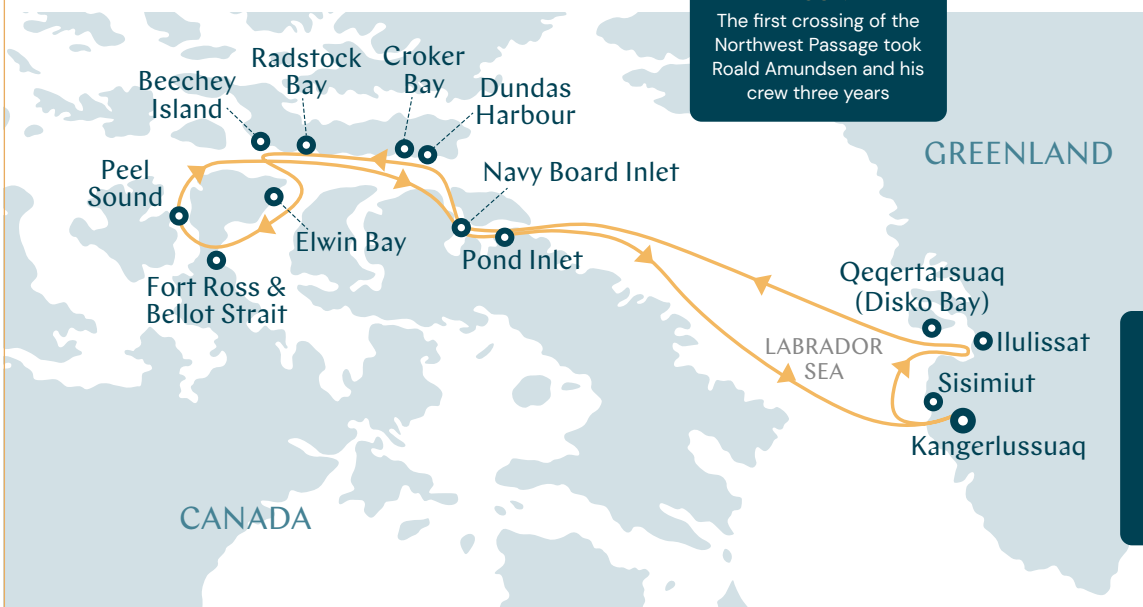 The first crossing of the
Northwest Passage took
Roald Amundsen and his
crew three years
Radstock
Bay
Croker
Bay
Beechey
Island
Dundas
Harbour
GREENLAND
Peel
Sound
Navy Board Inlet
Elwin Bay
Pond Inlet
Fort Ross &
Bellot Strait
Qeqertarsuaq
(Disko Bay)
Ilulissat
LABRADOR
SEA
Sisimiut
Kangerlussuaq
CANADA